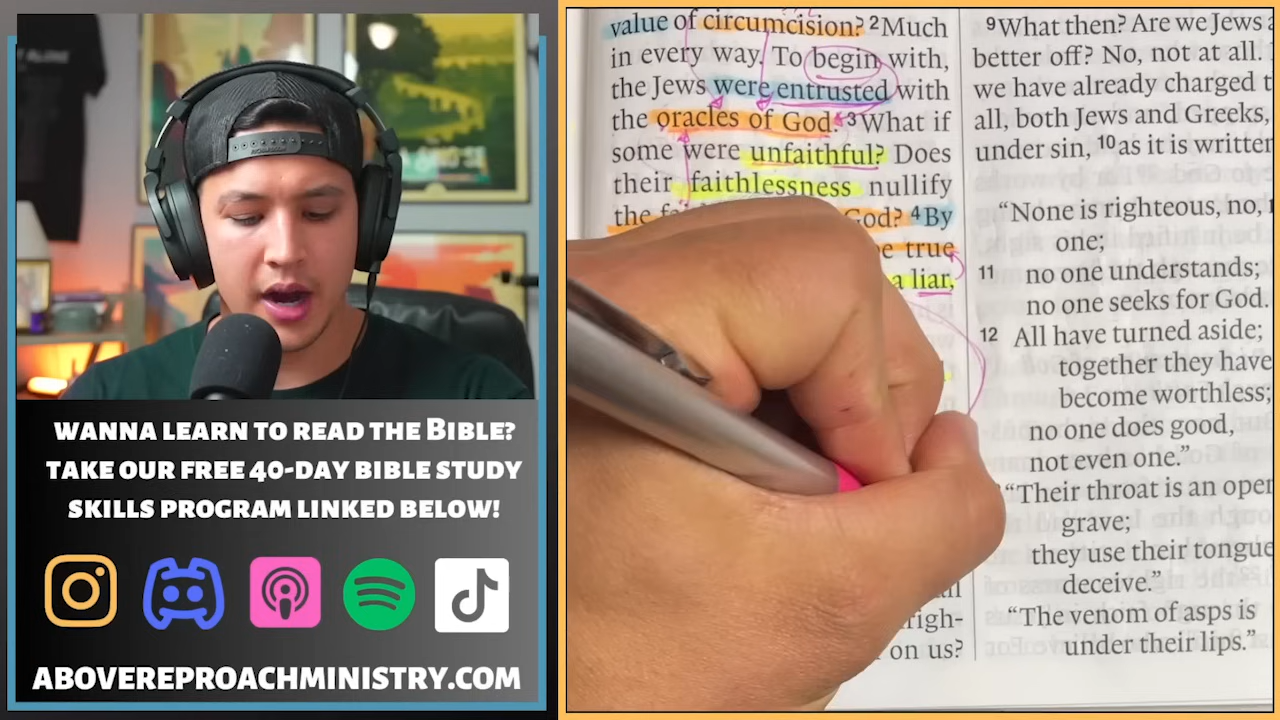 WANNA LEARN TO READ THE BIBLE?
TAKE OUR FREE 40-DAY BIBLE STUDY
SKILLS PROGRAM LINKED BELOW!
ABOVEREPROACHMINISTRY.COM
value of circumcision? 2Much
in every way. To begin with,
the Jews were entrusted with
the oracles of God. 3What if
some were unfaithful? Does
their faithlessness nullify
the God? 4By
true
a liar,
righ-
on us?
9What then? Are we Jews
better off? No, not at all.
we have already charged
all, both Jews and Greeks,
under sin, 10as it is written
“None is righteous, no,
one;
11 no one understands;
no one seeks for God.
12 All have turned aside;
together they have
become worthless;
no one does good,
not even one.”
“Their throat is an open
grave;
they use their tongue
deceive.”
“The venom of asps is
under their lips.”